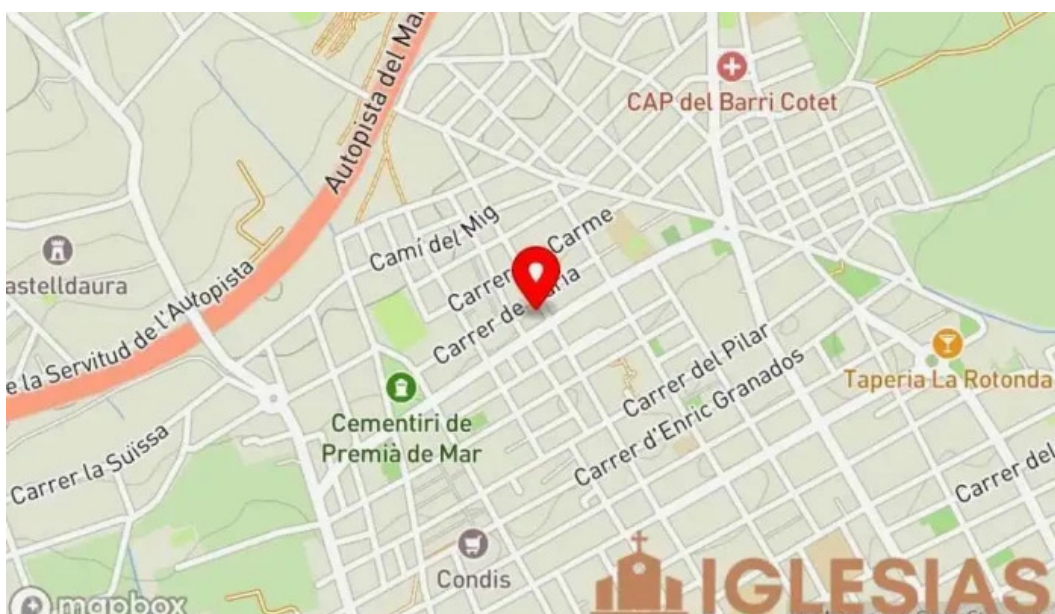 Autopista del Mar
CAP del Barri Cotet
Camí del Mig
Carme
Carrer
Carrer de
astelldaura
e la Servitud de l'Autopista
Carrer del Pilar
Taperia La Rotonda
Carrer d'Enric Granados
Cementiri de
Premià de Mar
Carrer la Suïssa
Carrer del
Condis
IGLESIAS
mapbox